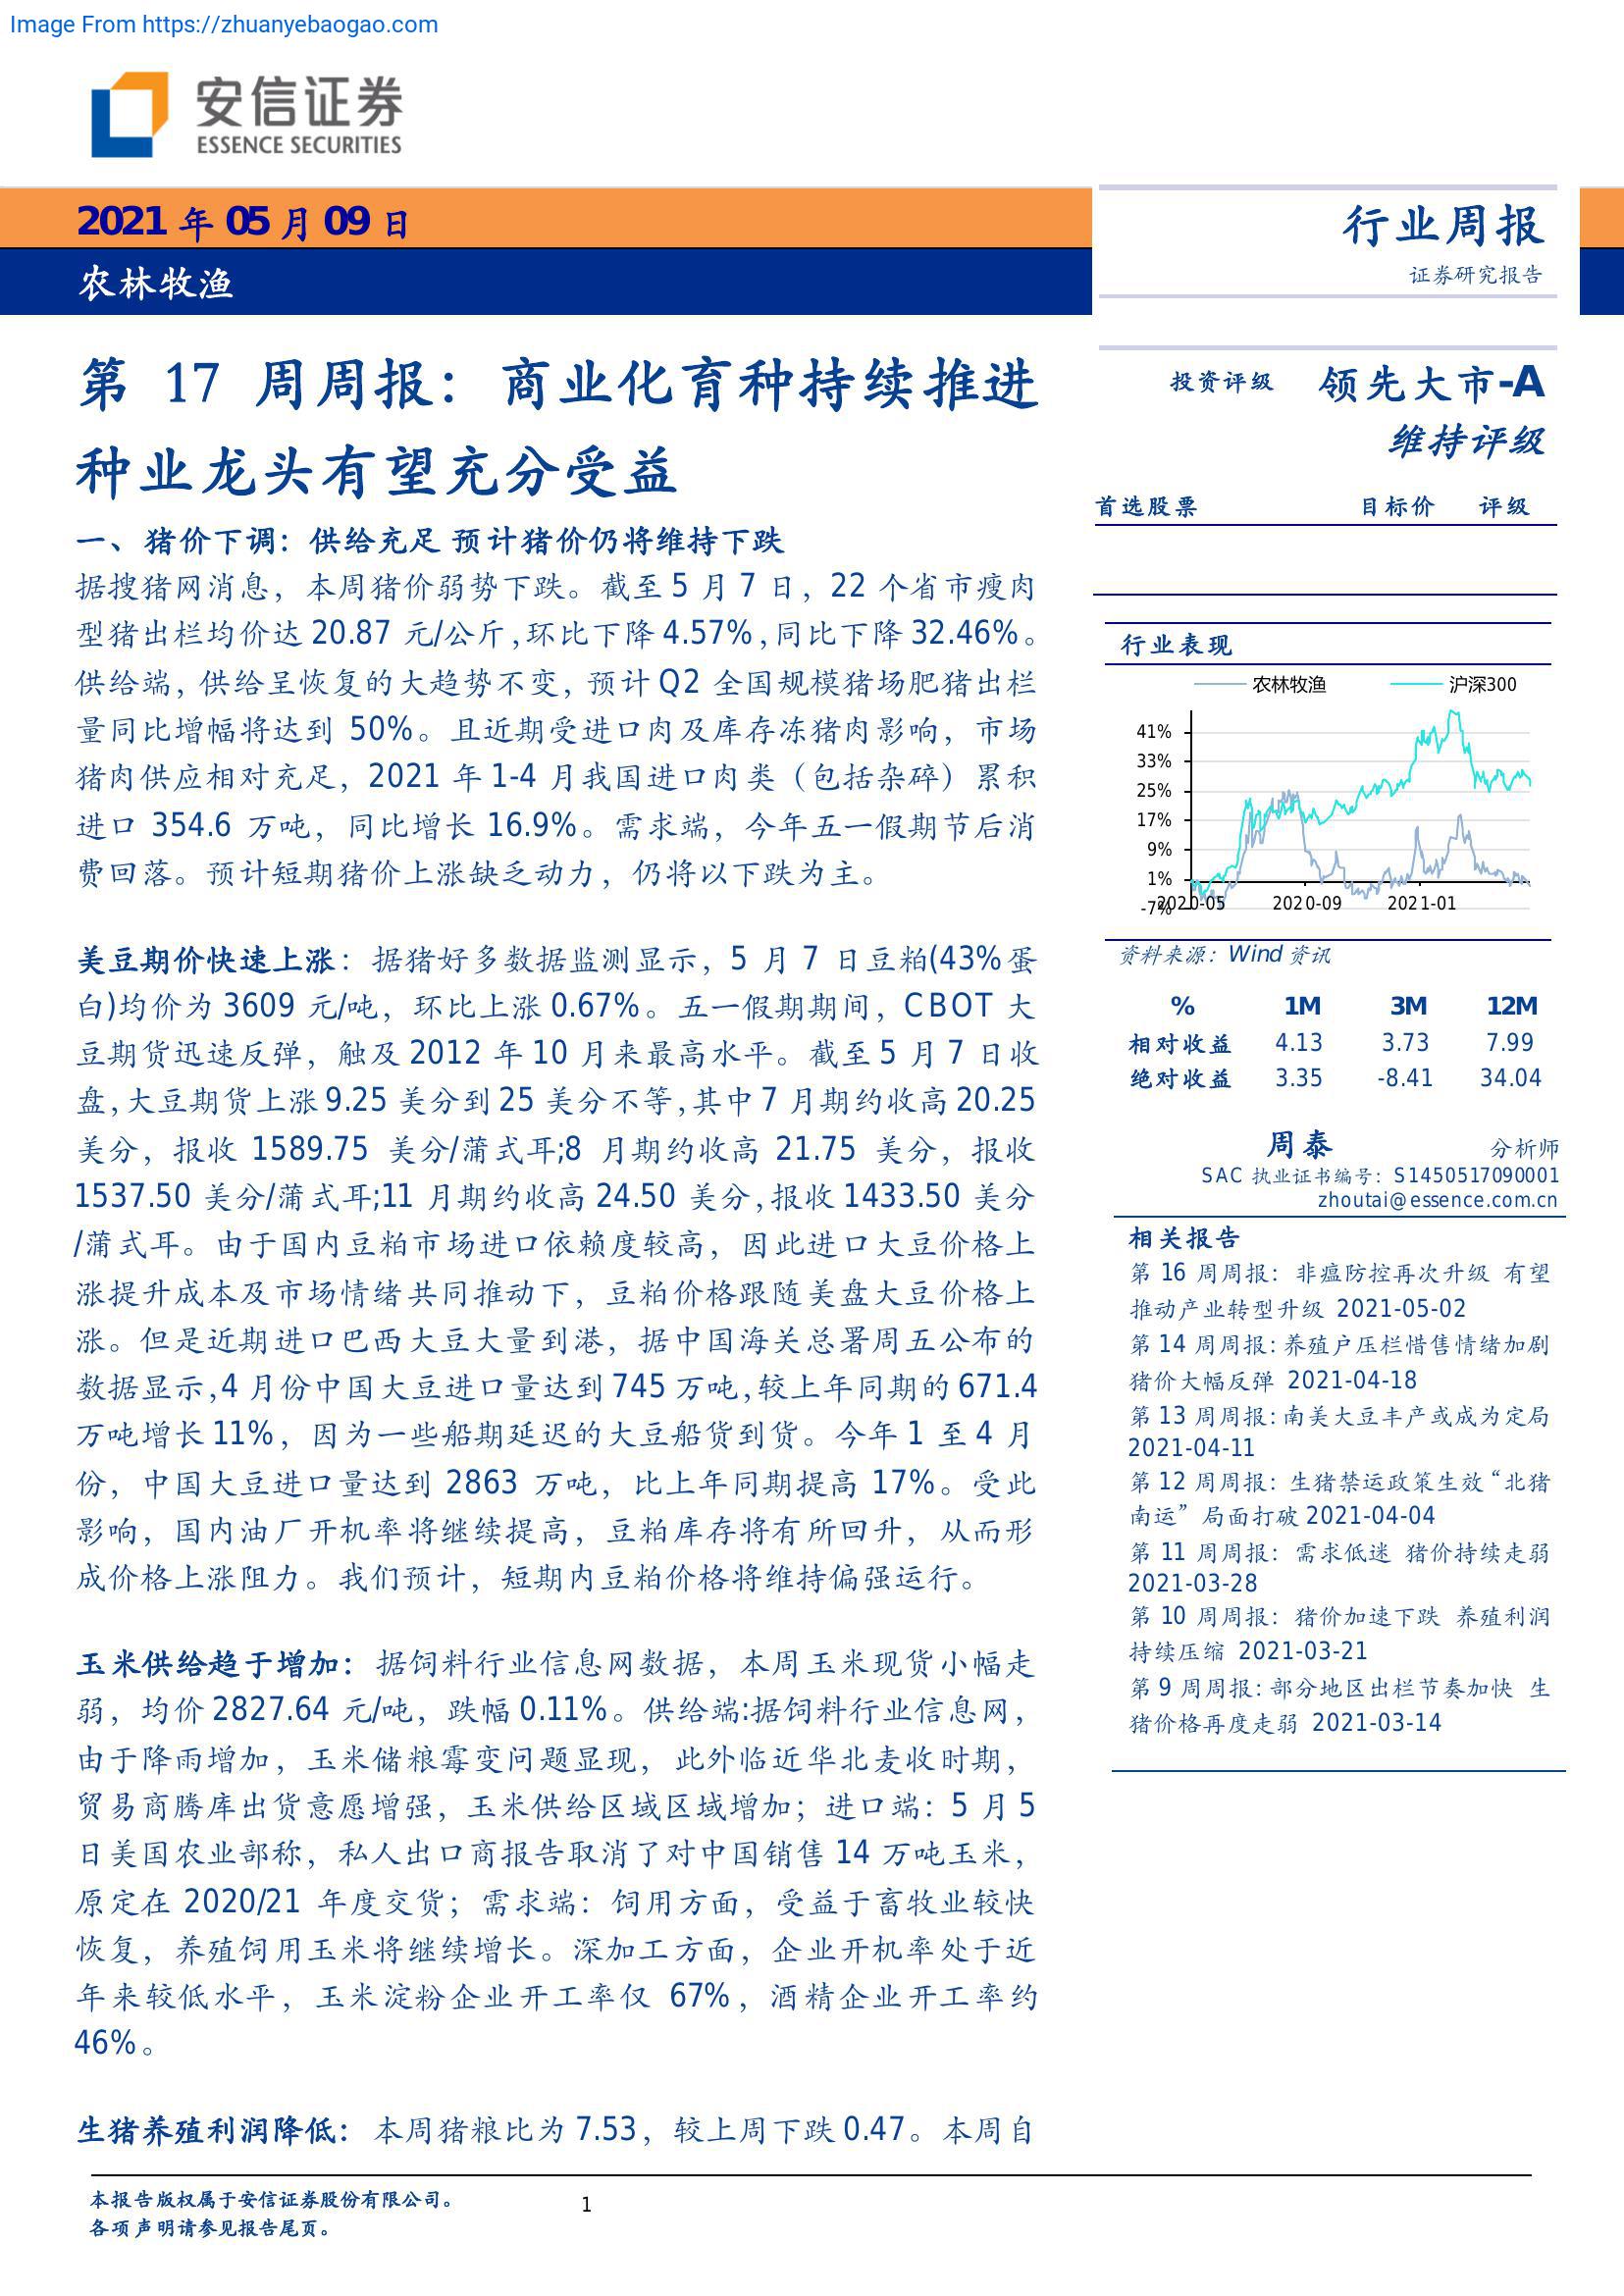 Image From https://zhuanyebaogao.com
安信证券
ESSENCE SECURITIES
2021 年 05 月 09 日
农林牧渔
行业周报
证券研究报告
第 17 周周报：商业化育种持续推进
种业龙头有望充分受益
一、猪价下调：供给充足 预计猪价仍将维持下跌
据搜猪网消息，本周猪价弱势下跌。截至 5 月 7 日，22 个省市瘦肉
型猪出栏均价达 20.87 元/公斤,环比下降 4.57%,同比下降 32.46%。
供给端，供给呈恢复的大趋势不变，预计 Q2 全国规模猪场肥猪出栏
量同比增幅将达到 50%。且近期受进口肉及库存冻猪肉影响，市场
猪肉供应相对充足，2021 年 1-4 月我国进口肉类（包括杂碎）累积
进口 354.6 万吨，同比增长 16.9%。需求端，今年五一假期节后消
费回落。预计短期猪价上涨缺乏动力，仍将以下跌为主。
美豆期价快速上涨：据猪好多数据监测显示，5 月 7 日豆粕(43%蛋
白)均价为 3609 元/吨，环比上涨 0.67%。五一假期期间，CBOT 大
豆期货迅速反弹，触及 2012 年 10 月来最高水平。截至 5 月 7 日收
盘,大豆期货上涨 9.25 美分到 25 美分不等,其中 7 月期约收高 20.25
美分，报收 1589.75 美分/蒲式耳;8 月期约收高 21.75 美分，报收
1537.50 美分/蒲式耳;11 月期约收高 24.50 美分,报收 1433.50 美分
/蒲式耳。由于国内豆粕市场进口依赖度较高，因此进口大豆价格上
涨提升成本及市场情绪共同推动下，豆粕价格跟随美盘大豆价格上
涨。但是近期进口巴西大豆大量到港，据中国海关总署周五公布的
数据显示,4 月份中国大豆进口量达到 745 万吨,较上年同期的 671.4
万吨增长 11%，因为一些船期延迟的大豆船货到货。今年 1 至 4 月
份，中国大豆进口量达到 2863 万吨，比上年同期提高 17%。受此
影响，国内油厂开机率将继续提高，豆粕库存将有所回升，从而形
成价格上涨阻力。我们预计，短期内豆粕价格将维持偏强运行。
玉米供给趋于增加：据饲料行业信息网数据，本周玉米现货小幅走
弱，均价 2827.64 元/吨，跌幅 0.11%。供给端:据饲料行业信息网，
由于降雨增加，玉米储粮霉变问题显现，此外临近华北麦收时期，
贸易商腾库出货意愿增强，玉米供给区域区域增加；进口端：5 月 5
日美国农业部称，私人出口商报告取消了对中国销售 14 万吨玉米，
原定在 2020/21 年度交货；需求端：饲用方面，受益于畜牧业较快
恢复，养殖饲用玉米将继续增长。深加工方面，企业开机率处于近
年来较低水平，玉米淀粉企业开工率仅 67%，酒精企业开工率约
46%。
生猪养殖利润降低：本周猪粮比为 7.53，较上周下跌 0.47。本周自
投资评级 领先大市-A
维持评级
首选股票 目标价 评级
行业表现
农林牧渔 沪深300
41%
33%
25%
17%
9%
1%
-7%
2020-05 2020-09 2021-01
资料来源：Wind 资讯
% 1M 3M 12M
相对收益 4.13 3.73 7.99
绝对收益 3.35 -8.41 34.04
周泰 分析师
SAC 执业证书编号：S1450517090001
zhoutai@essence.com.cn
相关报告
第 16 周周报：非瘟防控再次升级 有望
推动产业转型升级 2021-05-02
第 14 周周报：养殖户压栏惜售情绪加剧
猪价大幅反弹 2021-04-18
第 13 周周报：南美大豆丰产或成为定局
2021-04-11
第 12 周周报：生猪禁运政策生效“北猪
南运”局面打破 2021-04-04
第 11 周周报：需求低迷 猪价持续走弱
2021-03-28
第 10 周周报：猪价加速下跌 养殖利润
持续压缩 2021-03-21
第 9 周周报：部分地区出栏节奏加快 生
猪价格再度走弱 2021-03-14
本报告版权属于安信证券股份有限公司。
各项声明请参见报告尾页。
1